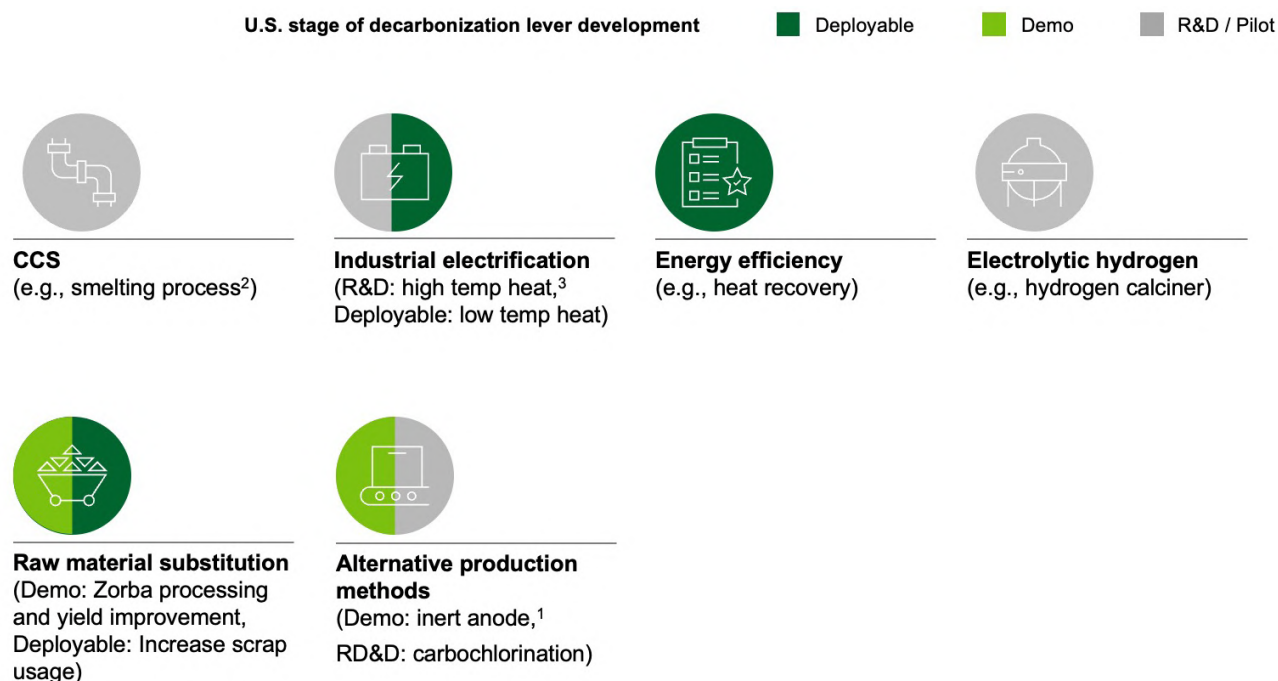 U.S. stage of decarbonization lever development
Deployable
Demo
R&D / Pilot
CCS
(e.g., smelting process²)
Industrial electrification
(R&D: high temp heat,³
Deployable: low temp heat)
Energy efficiency
(e.g., heat recovery)
Electrolytic hydrogen
(e.g., hydrogen calciner)
Raw material substitution
(Demo: Zorba processing
and yield improvement,
Deployable: Increase scrap
usage)
Alternative production
methods
(Demo: inert anode,¹
RD&D: carbochlorination)